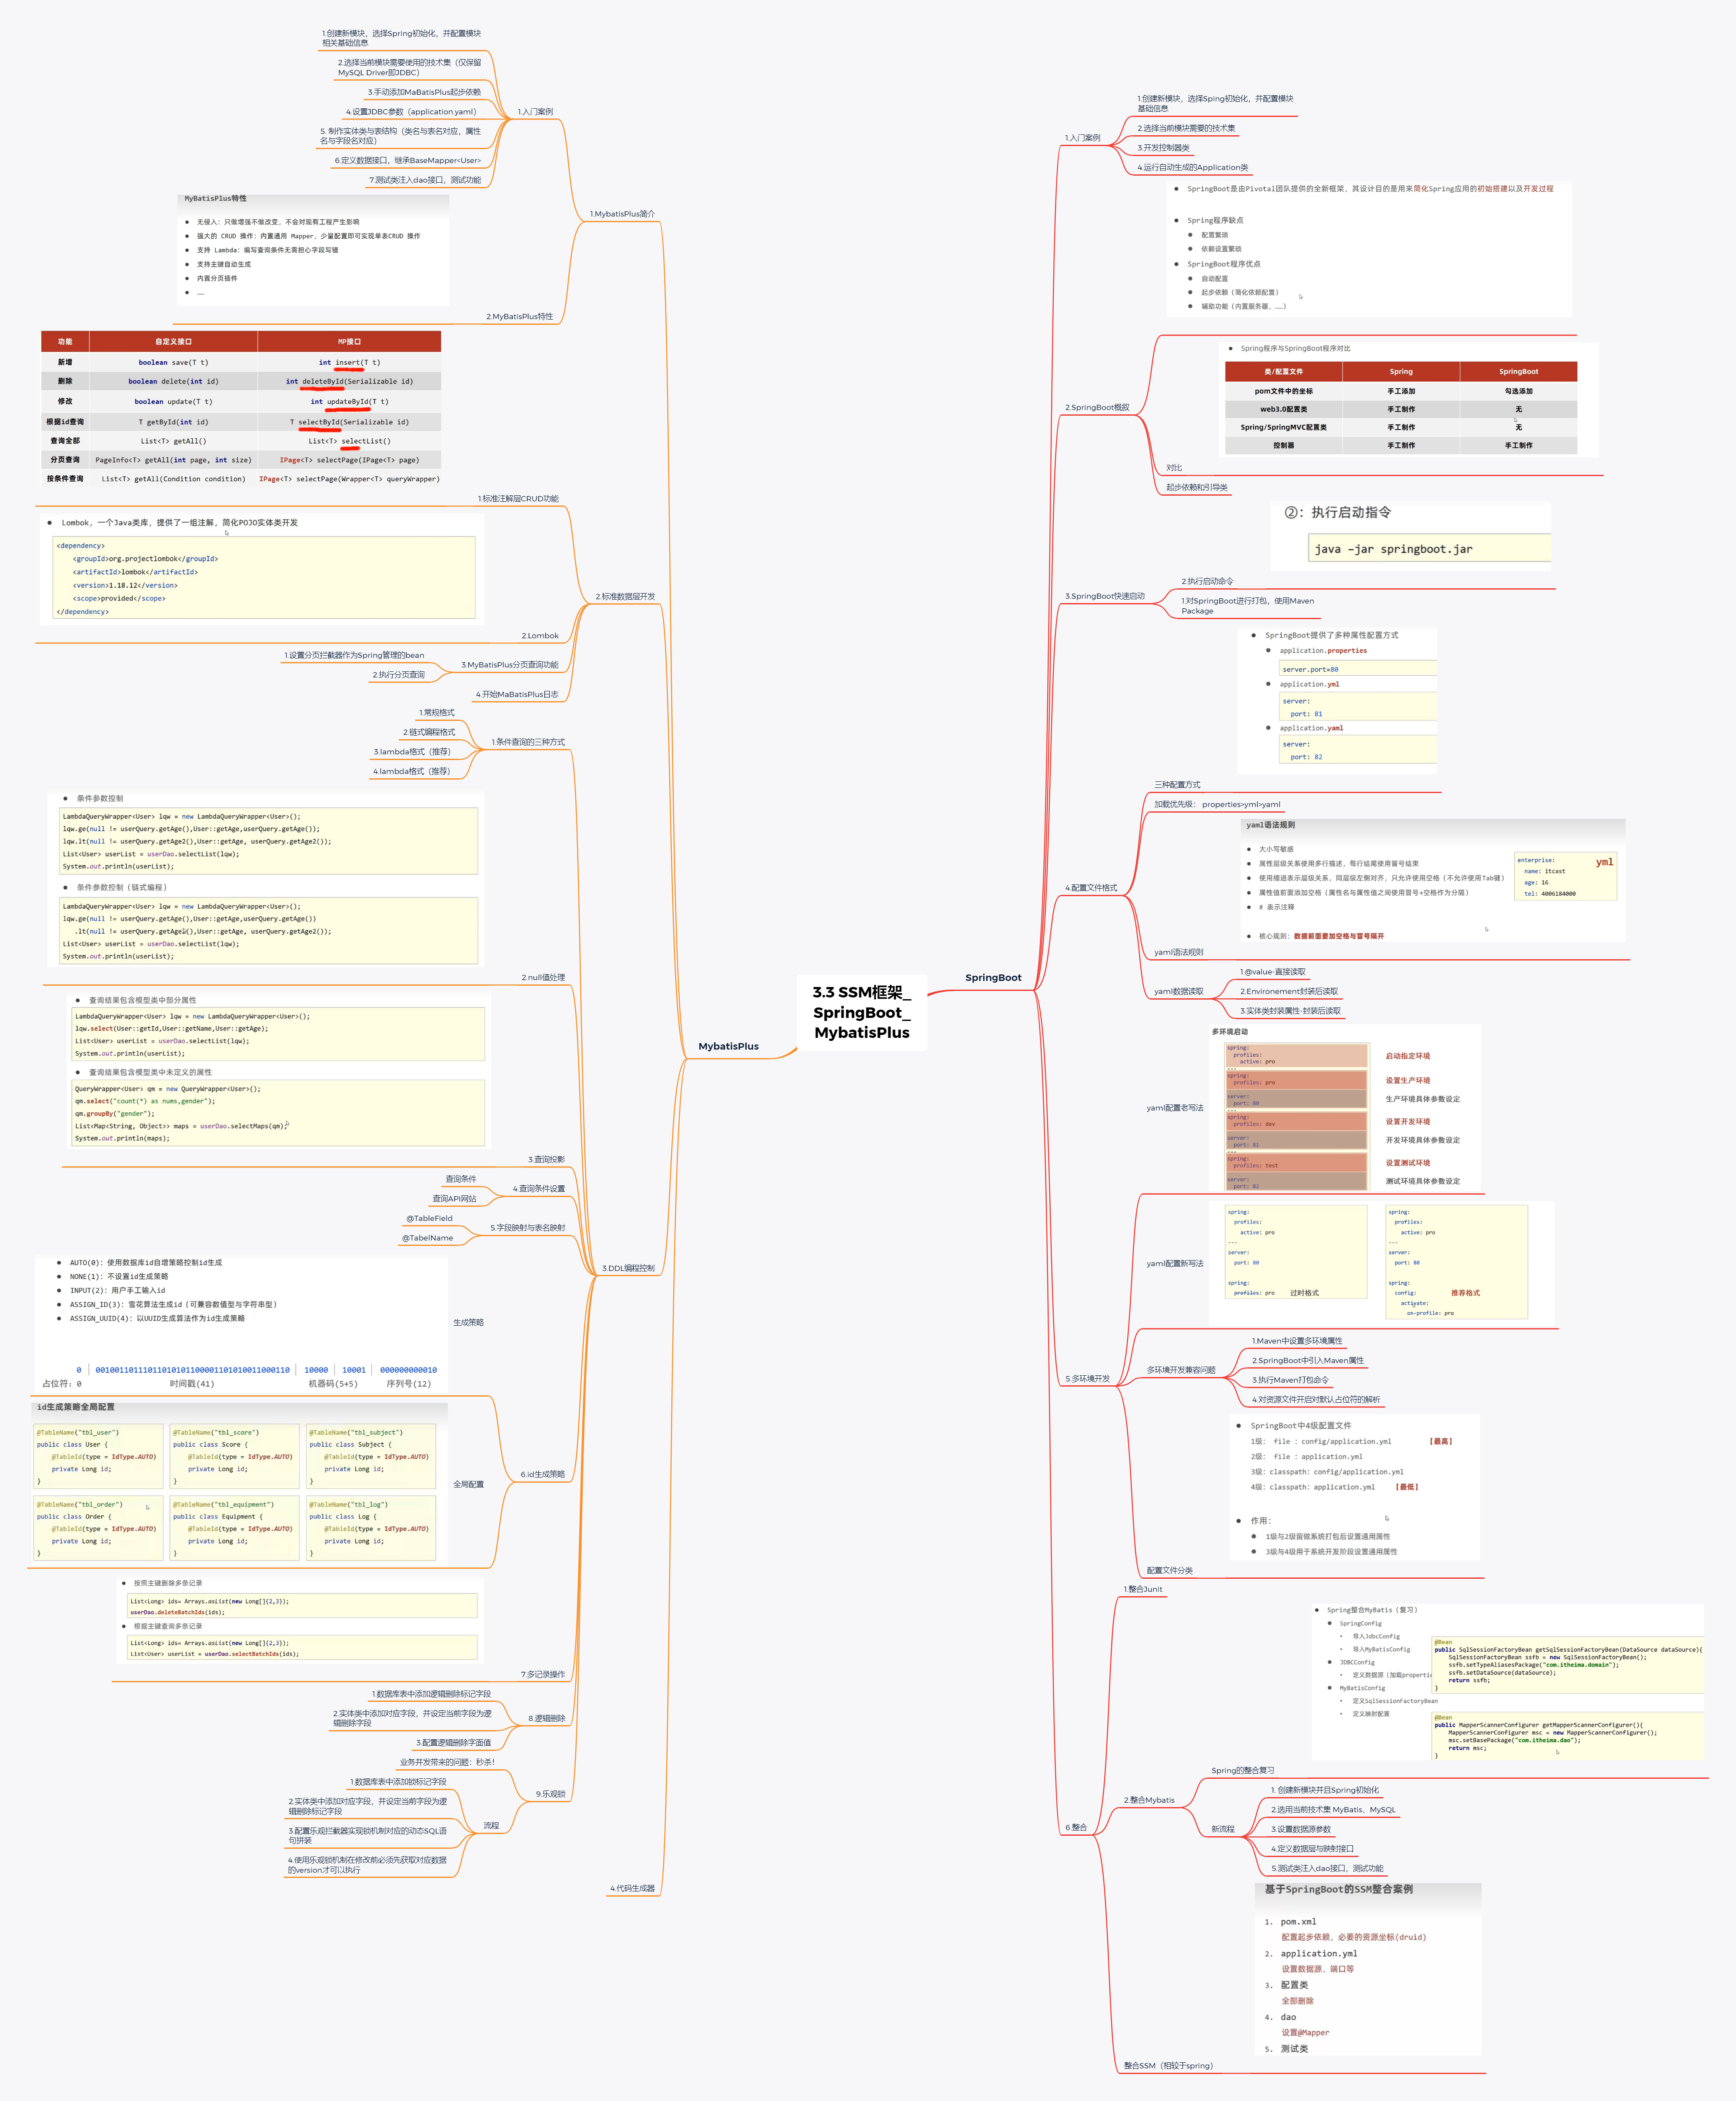 3.3 SSM框架_
SpringBoot_
MybatisPlus
SpringBoot
1.入门案例
1.创建新模块，选择Sping初始化，并配置模块
基础信息
2.选择当前模块需要的技术集
3.开发控制器类
4.运行自动生成的Application类
2.SpringBoot概叙
SpringBoot是由Pivotal团队提供的全新框架，其设计目的是用来简化Spring应用的初始搭建以及开发过程
Spring程序缺点
配置繁琐
依赖设置繁琐
SpringBoot程序优点
自动配置
起步依赖（简化依赖配置）
辅助功能（内置服务器，……）
Spring程序与SpringBoot程序对比
类/配置文件 Spring SpringBoot
pom文件中的坐标 手工添加 勾选添加
web3.0配置类 手工制作 无
Spring/SpringMVC配置类 手工制作 无
控制器 手工制作 手工制作
对比
起步依赖和引导类
3.SpringBoot快速启动
②：执行启动指令
java –jar springboot.jar
2.执行启动命令
1.对SpringBoot进行打包，使用Maven
Package
4.配置文件格式
SpringBoot提供了多种属性配置方式
application.properties
server.port=80
application.yml
server:
port: 81
application.yaml
server:
port: 82
三种配置方式
加载优先级： properties>yml>yaml
yaml语法规则
大小写敏感
属性层级关系使用多行描述，每行结尾使用冒号结束
使用缩进表示层级关系，同层级左侧对齐，只允许使用空格（不允许使用Tab键）
属性值前面添加空格（属性名与属性值之间使用冒号+空格作为分隔）
# 表示注释
核心规则：数据前面要加空格与冒号隔开
enterprise:
name: itcast
age: 16
tel: 4006184000
yml
yaml语法规则
yaml数据读取
1.@value-直接读取
2.Environement封装后读取
3.实体类封装属性-封装后读取
5.多环境开发
多环境启动
spring:
profiles:
active: pro
---
spring:
profiles: pro
server:
port: 80
---
spring:
profiles: dev
server:
port: 81
---
spring:
profiles: test
server:
port: 82
启动指定环境
设置生产环境
生产环境具体参数设定
设置开发环境
开发环境具体参数设定
设置测试环境
测试环境具体参数设定
yaml配置老写法
spring:
profiles:
active: pro
---
server:
port: 80
spring:
profiles: pro 过时格式
spring:
profiles:
active: pro
---
server:
port: 80
spring:
config: 推荐格式
activate:
on-profile: pro
yaml配置新写法
多环境开发兼容问题
1.Maven中设置多环境属性
2.SpringBoot中引入Maven属性
3.执行Maven打包命令
4.对资源文件开启对默认占位符的解析
SpringBoot中4级配置文件
1级： file ：config/application.yml 【最高】
2级： file ：application.yml
3级：classpath：config/application.yml
4级：classpath：application.yml 【最低】
作用：
1级与2级留做系统打包后设置通用属性
3级与4级用于系统开发阶段设置通用属性
配置文件分类
6.整合
1.整合Junit
2.整合Mybatis
Spring整合MyBatis（复习）
SpringConfig
导入JdbcConfig
导入MyBatisConfig
JDBCConfig
定义数据源（加载properti
MyBatisConfig
定义SqlSessionFactoryBean
定义映射配置
@Bean
public SqlSessionFactoryBean getSqlSessionFactoryBean(DataSource dataSource){
SqlSessionFactoryBean ssfb = new SqlSessionFactoryBean();
ssfb.setTypeAliasesPackage("com.itheima.domain");
ssfb.setDataSource(dataSource);
return ssfb;
}
@Bean
public MapperScannerConfigurer getMapperScannerConfigurer(){
MapperScannerConfigurer msc = new MapperScannerConfigurer();
msc.setBasePackage("com.itheima.dao");
return msc;
}
Spring的整合复习
新流程
1. 创建新模块并且Spring初始化
2.选用当前技术集 MyBatis、MySQL
3.设置数据源参数
4.定义数据层与映射接口
5.测试类注入dao接口，测试功能
基于SpringBoot的SSM整合案例
1. pom.xml
配置起步依赖，必要的资源坐标(druid)
2. application.yml
设置数据源、端口等
3. 配置类
全部删除
4. dao
设置@Mapper
5. 测试类
整合SSM（相较于spring）
MybatisPlus
1.MybatisPlus简介
1.入门案例
1.创建新模块，选择Spring初始化，并配置模块
相关基础信息
2.选择当前模块需要使用的技术集（仅保留
MySQL Driver即JDBC）
3.手动添加MaBatisPlus起步依赖
4.设置JDBC参数（application.yaml）
5. 制作实体类与表结构（类名与表名对应，属性
名与字段名对应）
6.定义数据接口，继承BaseMapper<User>
7.测试类注入dao接口，测试功能
MyBatisPlus特性
无侵入：只做增强不做改变，不会对现有工程产生影响
强大的 CRUD 操作：内置通用 Mapper，少量配置即可实现单表CRUD 操作
支持 Lambda：编写查询条件无需担心字段写错
支持主键自动生成
内置分页插件
……
2.MyBatisPlus特性
2.标准数据层开发
功能 自定义接口 MP接口
新增 boolean save(T t) int insert(T t)
删除 boolean delete(int id) int deleteById(Serializable id)
修改 boolean update(T t) int updateById(T t)
根据id查询 T getById(int id) T selectById(Serializable id)
查询全部 List<T> getAll() List<T> selectList()
分页查询 PageInfo<T> getAll(int page, int size) IPage<T> selectPage(IPage<T> page)
按条件查询 List<T> getAll(Condition condition) IPage<T> selectPage(Wrapper<T> queryWrapper)
1.标准注解层CRUD功能
Lombok，一个Java类库，提供了一组注解，简化POJO实体类开发
<dependency>
<groupId>org.projectlombok</groupId>
<artifactId>lombok</artifactId>
<version>1.18.12</version>
<scope>provided</scope>
</dependency>
2.Lombok
3.MyBatisPlus分页查询功能
1.设置分页拦截器作为Spring管理的bean
2.执行分页查询
4.开始MaBatisPlus日志
3.DDL编程控制
1.条件查询的三种方式
1.常规格式
2.链式编程格式
3.lambda格式（推荐）
4.lambda格式（推荐）
条件参数控制
LambdaQueryWrapper<User> lqw = new LambdaQueryWrapper<User>();
lqw.ge(null != userQuery.getAge(),User::getAge,userQuery.getAge());
lqw.lt(null != userQuery.getAge2(),User::getAge, userQuery.getAge2());
List<User> userList = userDao.selectList(lqw);
System.out.println(userList);
条件参数控制（链式编程）
LambdaQueryWrapper<User> lqw = new LambdaQueryWrapper<User>();
lqw.ge(null != userQuery.getAge(),User::getAge,userQuery.getAge())
.lt(null != userQuery.getAge2(),User::getAge, userQuery.getAge2());
List<User> userList = userDao.selectList(lqw);
System.out.println(userList);
2.null值处理
查询结果包含模型类中部分属性
LambdaQueryWrapper<User> lqw = new LambdaQueryWrapper<User>();
lqw.select(User::getId,User::getName,User::getAge);
List<User> userList = userDao.selectList(lqw);
System.out.println(userList);
查询结果包含模型类中未定义的属性
QueryWrapper<User> qm = new QueryWrapper<User>();
qm.select("count(*) as nums,gender");
qm.groupBy("gender");
List<Map<String, Object>> maps = userDao.selectMaps(qm);
System.out.println(maps);
3.查询投影
4.查询条件设置
查询条件
查询API网站
5.字段映射与表名映射
@TableField
@TabelName
6.id生成策略
AUTO(0)：使用数据库id自增策略控制id生成
NONE(1)：不设置id生成策略
INPUT(2)：用户手工输入id
ASSIGN_ID(3)：雪花算法生成id（可兼容数值型与字符串型）
ASSIGN_UUID(4)：以UUID生成算法作为id生成策略
0 00100110111011010101100001101010011000110 10000 10001 000000000010
占位符：0 时间戳(41) 机器码(5+5) 序列号(12)
生成策略
id生成策略全局配置
@TableName("tbl_user")
public class User {
@TableId(type = IdType.AUTO)
private Long id;
}
@TableName("tbl_score")
public class Score {
@TableId(type = IdType.AUTO)
private Long id;
}
@TableName("tbl_subject")
public class Subject {
@TableId(type = IdType.AUTO)
private Long id;
}
@TableName("tbl_order")
public class Order {
@TableId(type = IdType.AUTO)
private Long id;
}
@TableName("tbl_equipment")
public class Equipment {
@TableId(type = IdType.AUTO)
private Long id;
}
@TableName("tbl_log")
public class Log {
@TableId(type = IdType.AUTO)
private Long id;
}
全局配置
按照主键删除多条记录
List<Long> ids= Arrays.asList(new Long[]{2,3});
userDao.deleteBatchIds(ids);
根据主键查询多条记录
List<Long> ids= Arrays.asList(new Long[]{2,3});
List<User> userList = userDao.selectBatchIds(ids);
7.多记录操作
8.逻辑删除
1.数据库表中添加逻辑删除标记字段
2.实体类中添加对应字段，并设定当前字段为逻
辑删除字段
3.配置逻辑删除字面值
9.乐观锁
业务并发带来的问题：秒杀！
流程
1.数据库表中添加锁标记字段
2.实体类中添加对应字段，并设定当前字段为逻
辑删除标记字段
3.配置乐观拦截器实现锁机制对应的动态SQL语
句拼装
4.使用乐观锁机制在修改前必须先获取对应数据
的version才可以执行
4.代码生成器